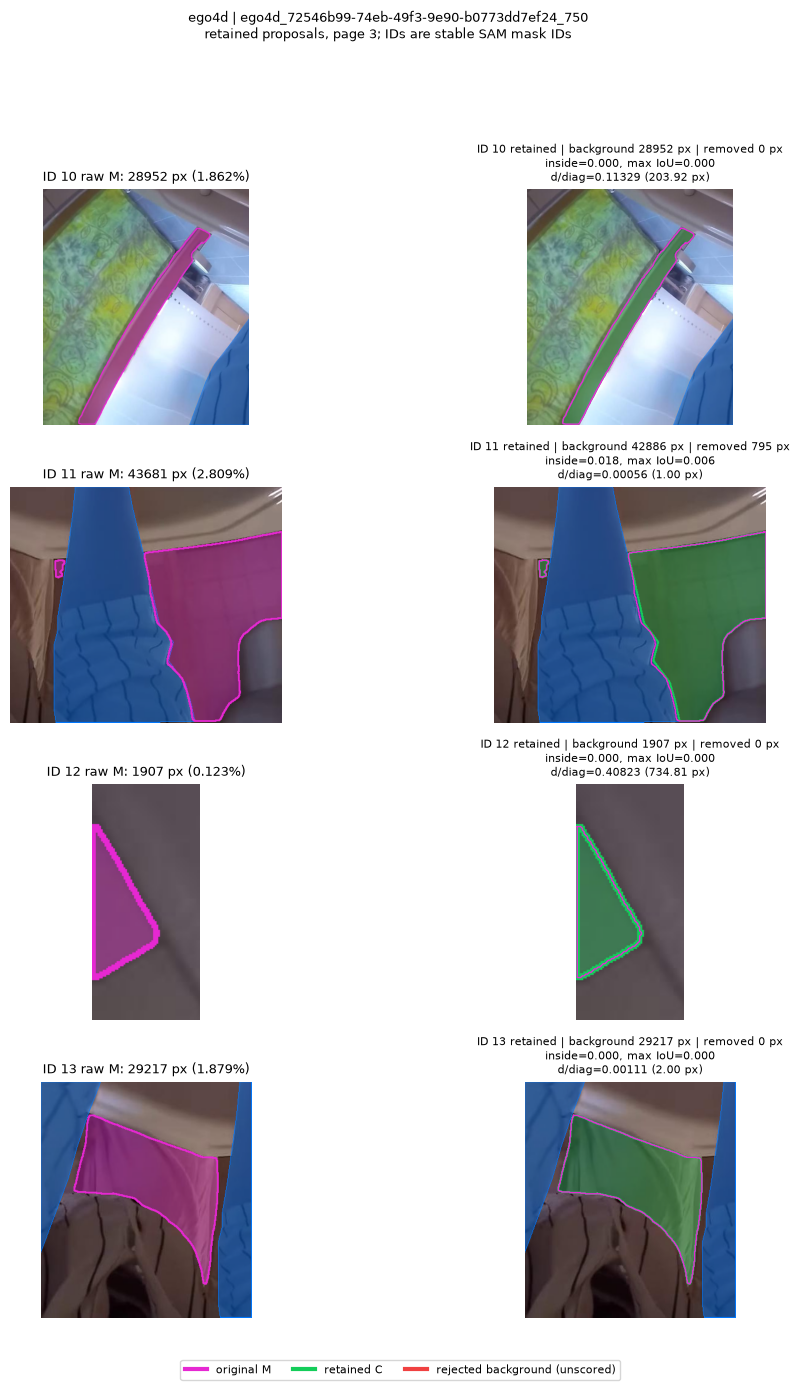 ego4d | ego4d_72546b99-74eb-49f3-9e90-b0773dd7ef24_750
retained proposals, page 3; IDs are stable SAM mask IDs
ID 10 raw M: 28952 px (1.862%)
ID 10 retained | background 28952 px | removed 0 px
inside=0.000, max IoU=0.000
d/diag=0.11329 (203.92 px)
ID 11 raw M: 43681 px (2.809%)
ID 11 retained | background 42886 px | removed 795 px
inside=0.018, max IoU=0.006
d/diag=0.00056 (1.00 px)
ID 12 raw M: 1907 px (0.123%)
ID 12 retained | background 1907 px | removed 0 px
inside=0.000, max IoU=0.000
d/diag=0.40823 (734.81 px)
ID 13 raw M: 29217 px (1.879%)
ID 13 retained | background 29217 px | removed 0 px
inside=0.000, max IoU=0.000
d/diag=0.00111 (2.00 px)
original M
retained C
rejected background (unscored)